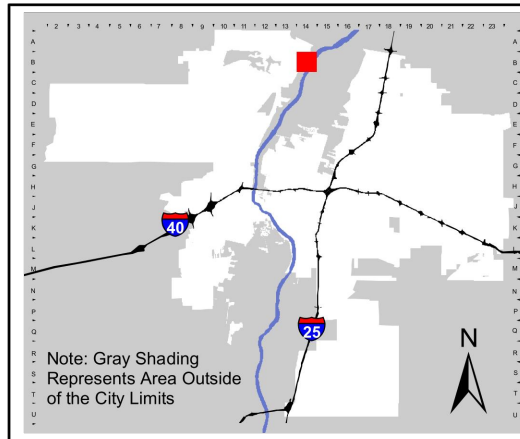 2 3 4 5 6 7 8 9 10 11 12 13 14 15 16 17 18 19 20 21 22 23
A A
B B
C C
D D
E E
F F
G G
H H
J J
K K
L L
M M
N N
P P
Q Q
R R
S S
T T
U U
40
25
N
Note: Gray Shading
Represents Area Outside
of the City Limits